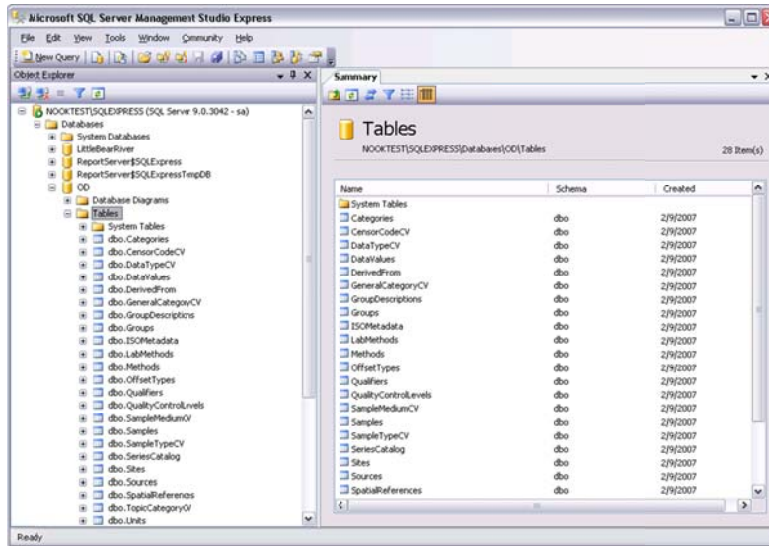 Microsoft SQL Server Management Studio Express
File Edit View Tools Window Community Help
New Query
Object Explorer
NOOKTEST\SQLEXPRESS (SQL Server 9.0.3042 - sa)
Databases
System Databases
LittleBearRiver
ReportServer$SQLExpress
ReportServer$SQLExpressTmpDB
OD
Database Diagrams
Tables
System Tables
dbo.Categories
dbo.CensorCodeCV
dbo.DataTypeCV
dbo.DataValues
dbo.DerivedFrom
dbo.GeneralCategoryCV
dbo.GroupDescriptions
dbo.Groups
dbo.ISOMetadata
dbo.LabMethods
dbo.Methods
dbo.OffsetTypes
dbo.Qualifiers
dbo.QualityControlLevels
dbo.SampleMediumCV
dbo.Samples
dbo.SampleTypeCV
dbo.SeriesCatalog
dbo.Sites
dbo.Sources
dbo.SpatialReferences
dbo.TopicCategoryCV
dbo.Units
Summary
Tables
NOOKTEST\SQLEXPRESS\Databases\OD\Tables 28 Item(s)
Name Schema Created
System Tables
Categories dbo 2/9/2007
CensorCodeCV dbo 2/9/2007
DataTypeCV dbo 2/9/2007
DataValues dbo 2/9/2007
DerivedFrom dbo 2/9/2007
GeneralCategoryCV dbo 2/9/2007
GroupDescriptions dbo 2/9/2007
Groups dbo 2/9/2007
ISOMetadata dbo 2/9/2007
LabMethods dbo 2/9/2007
Methods dbo 2/9/2007
OffsetTypes dbo 2/9/2007
Qualifiers dbo 2/9/2007
QualityControlLevels dbo 2/9/2007
SampleMediumCV dbo 2/9/2007
Samples dbo 2/9/2007
SampleTypeCV dbo 2/9/2007
SeriesCatalog dbo 2/9/2007
Sites dbo 2/9/2007
Sources dbo 2/9/2007
SpatialReferences dbo 2/9/2007
Ready